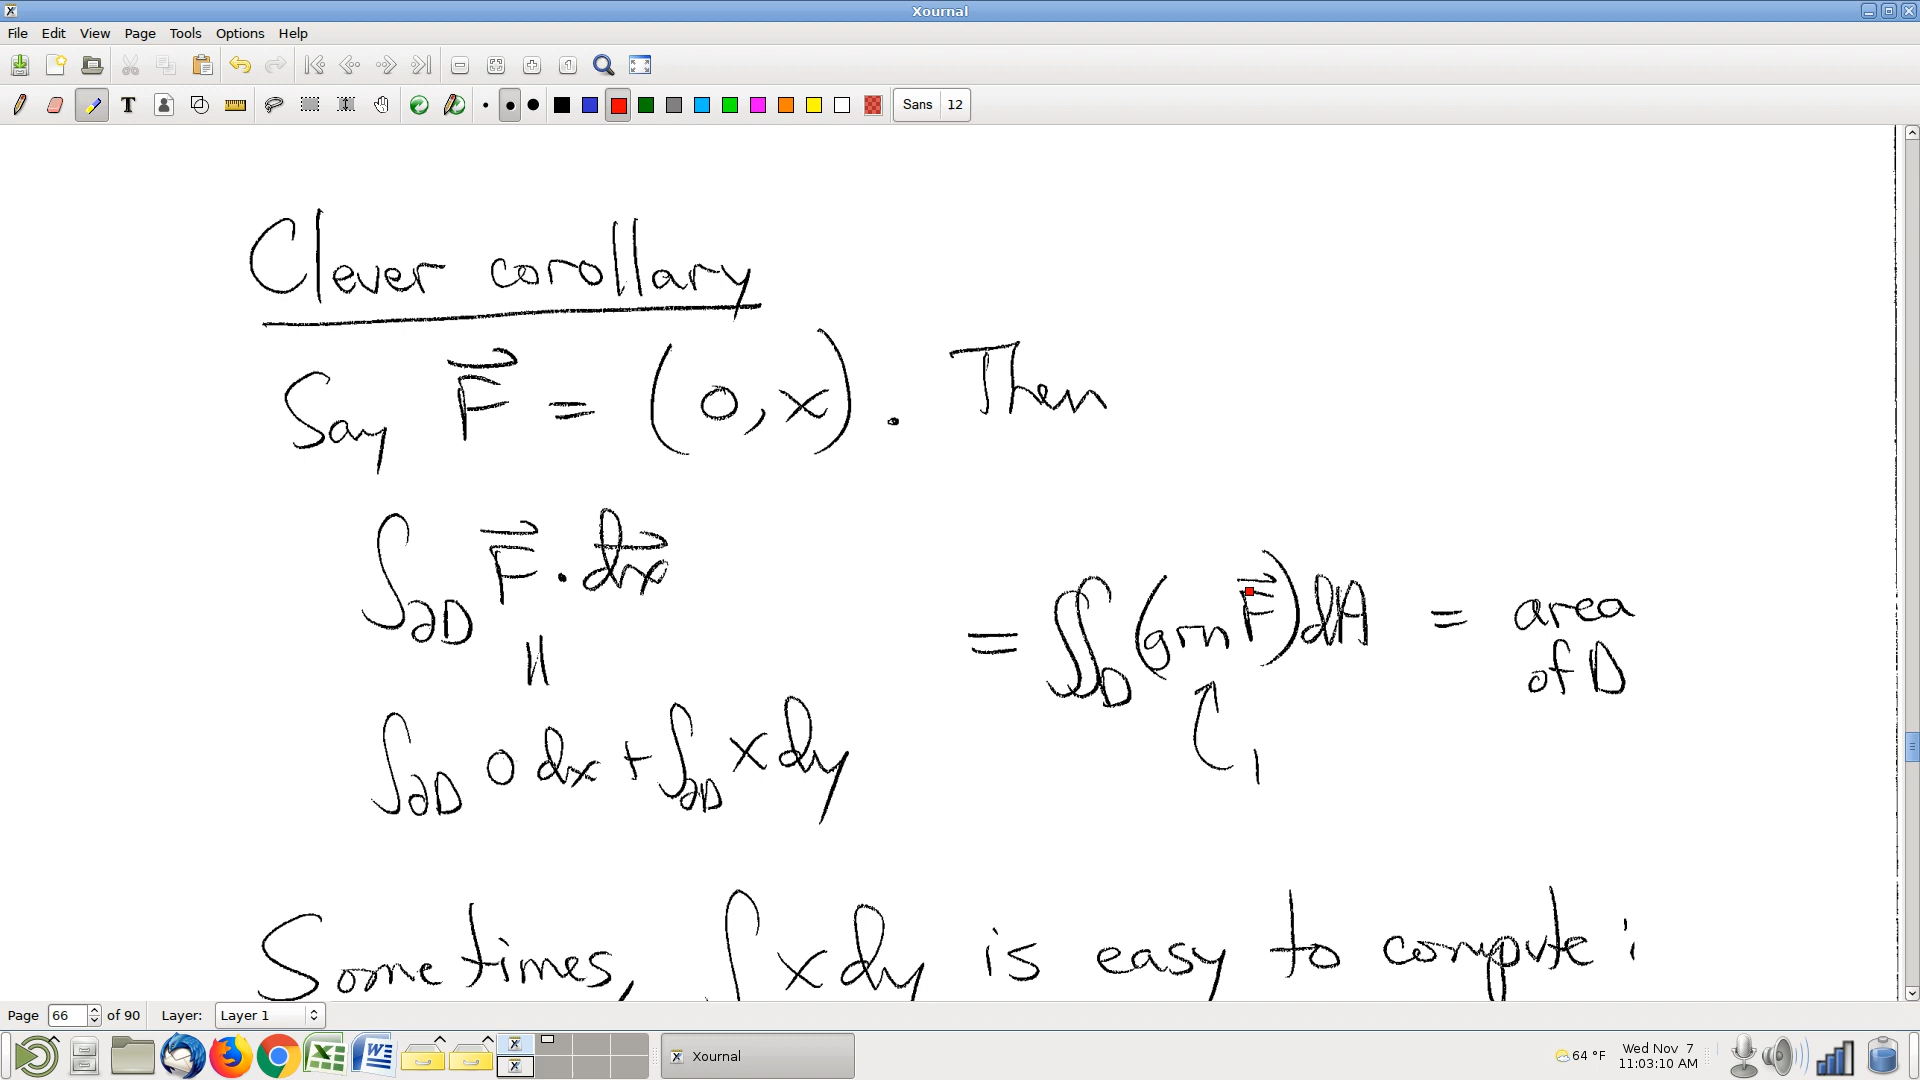 Xournal
File Edit View Page Tools Options Help
Sans 12
Clever corollary
Say F⃗ = (0, x). Then
∫∂D F⃗ · dx⃗ = ∬D (grn F⃗) dA = area of D
||
1
∫∂D 0 dx + ∫∂D x dy
Sometimes, ∫ x dy is easy to compute :
Page 66 of 90 Layer: Layer 1
Xournal
64 °F
Wed Nov 7
11:03:10 AM